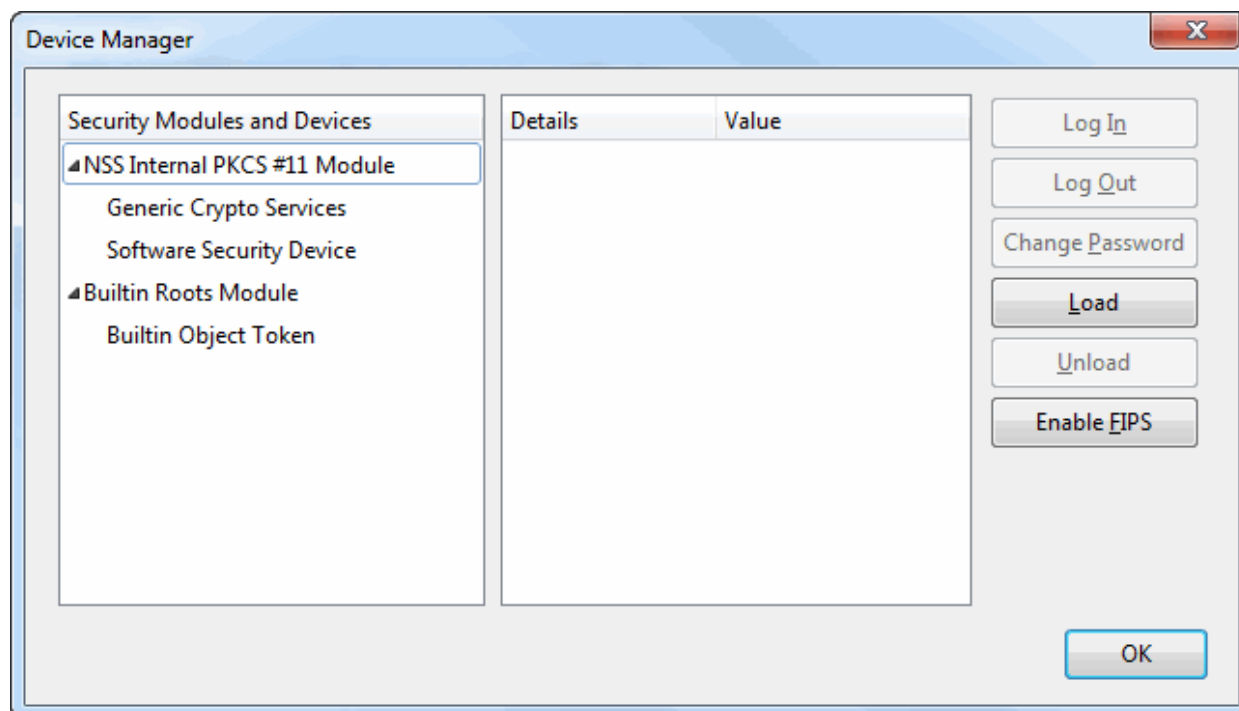 Device Manager
Security Modules and Devices
NSS Internal PKCS #11 Module
Generic Crypto Services
Software Security Device
Builtin Roots Module
Builtin Object Token
Details Value
Log In
Log Out
Change Password
Load
Unload
Enable FIPS
OK